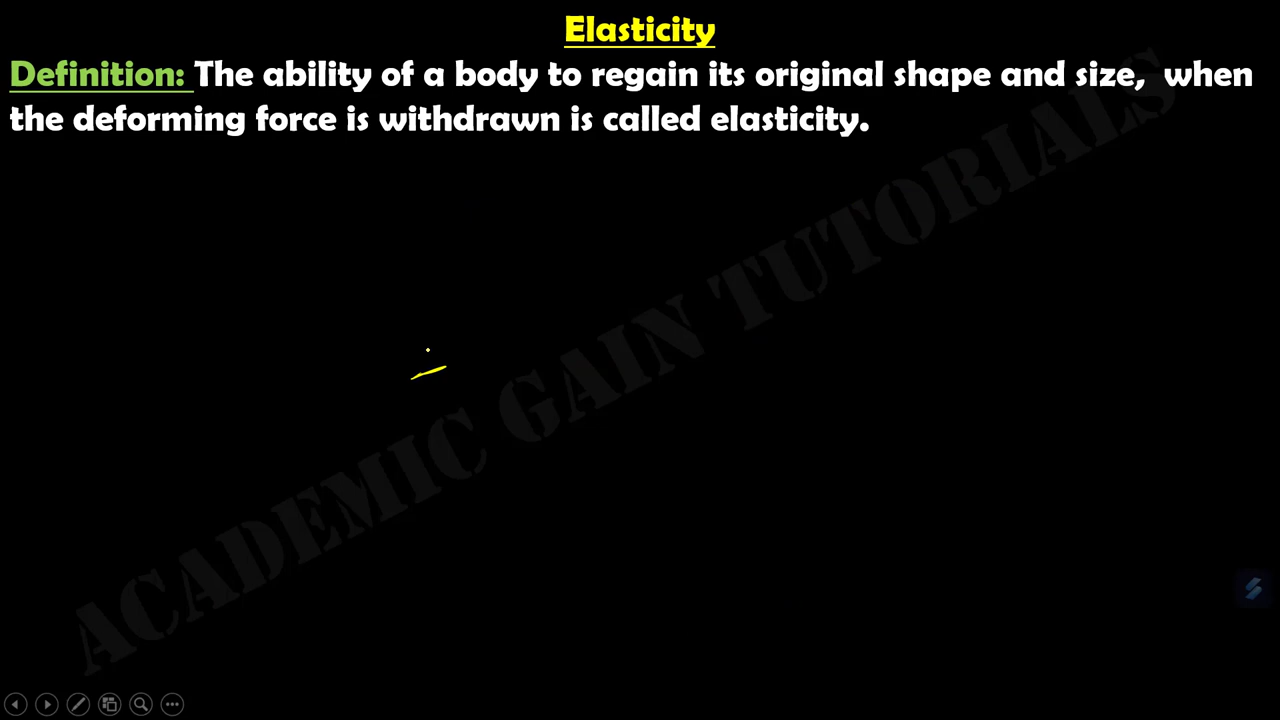 Elasticity
Definition: The ability of a body to regain its original shape and size, when
the deforming force is withdrawn is called elasticity.
ACADEMIC GAIN TUTORIALS